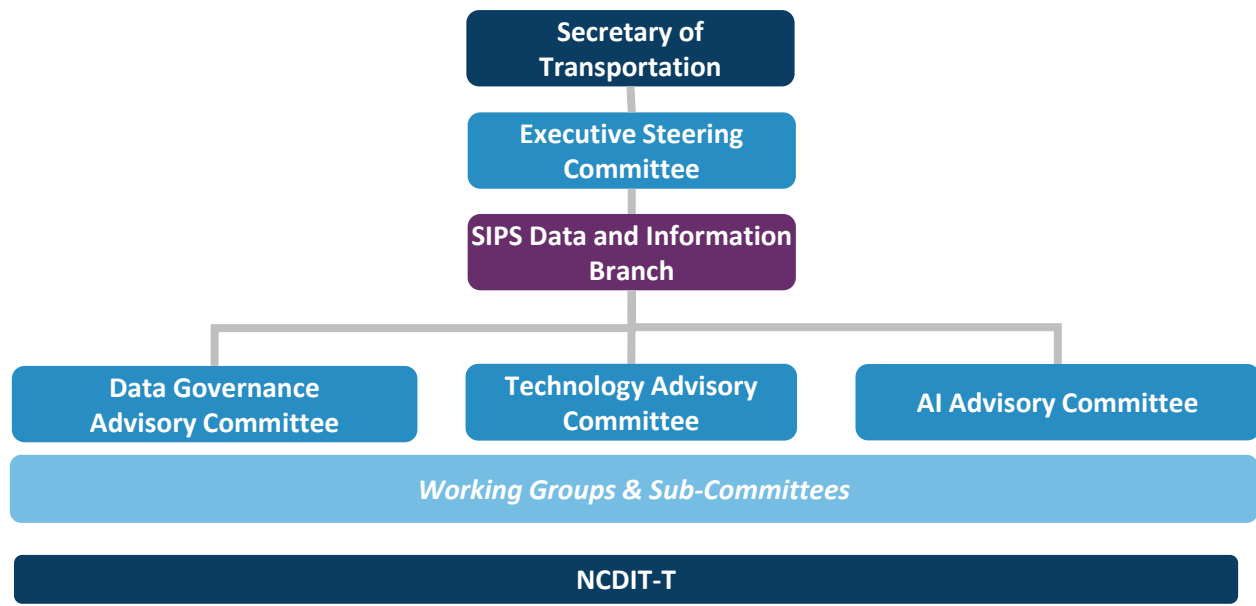 Secretary of
Transportation
Executive Steering
Committee
SIPS Data and Information
Branch
Data Governance
Advisory Committee
Technology Advisory
Committee
AI Advisory Committee
Working Groups & Sub-Committees
NCDIT-T